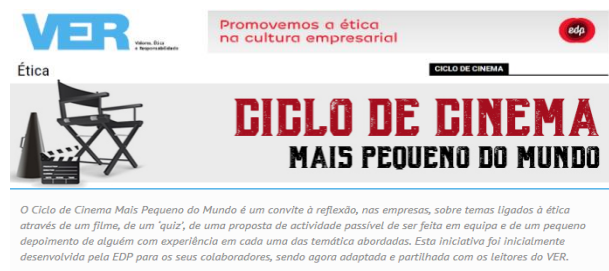 VER
Valores, Ética
e Responsabilidade
Promovemos a ética
na cultura empresarial
edp
Ética
CICLO DE CINEMA
CICLO DE CINEMA
MAIS PEQUENO DO MUNDO
O Ciclo de Cinema Mais Pequeno do Mundo é um convite à reflexão, nas empresas, sobre temas ligados à ética
através de um filme, de um 'quiz', de uma proposta de actividade passível de ser feita em equipa e de um pequeno
depoimento de alguém com experiência em cada uma das temática abordadas. Esta iniciativa foi inicialmente
desenvolvida pela EDP para os seus colaboradores, sendo agora adaptada e partilhada com os leitores do VER.